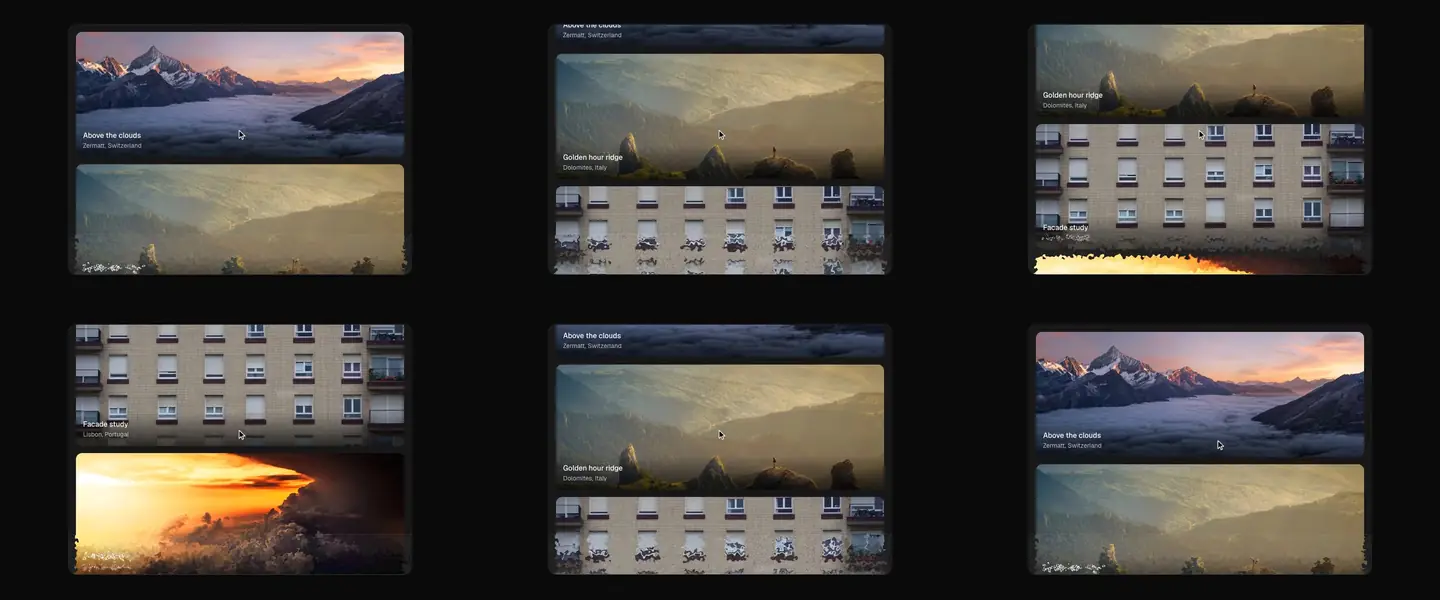 Above the clouds
Zermatt, Switzerland
Above the clouds
Zermatt, Switzerland
Golden hour ridge
Dolomites, Italy
Golden hour ridge
Dolomites, Italy
Facade study
Facade study
Lisbon, Portugal
Above the clouds
Zermatt, Switzerland
Golden hour ridge
Dolomites, Italy
Above the clouds
Zermatt, Switzerland